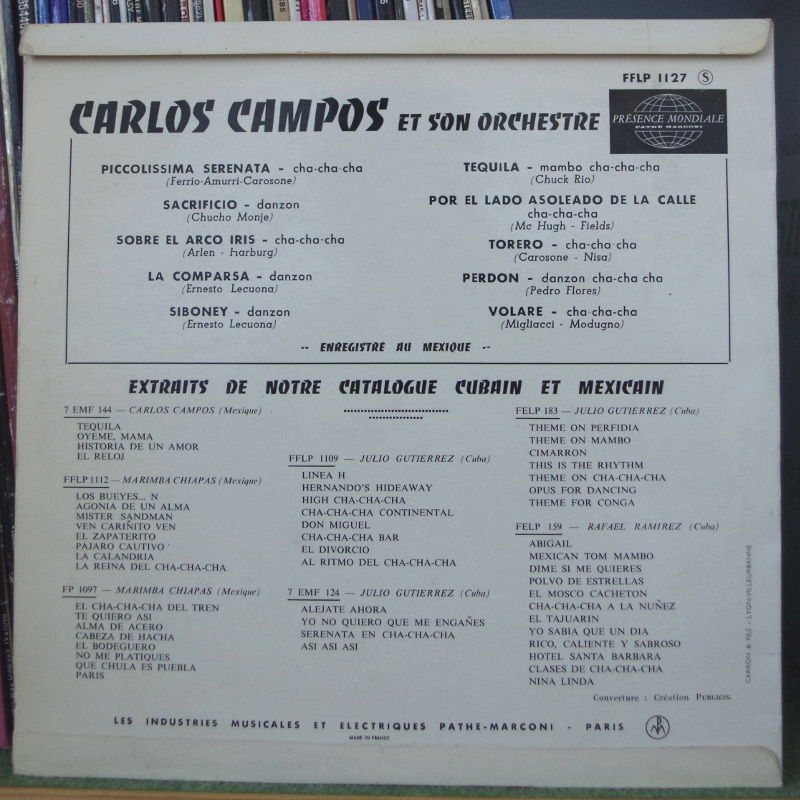 FFLP 1127 S
CARLOS CAMPOS ET SON ORCHESTRE
PRÉSENCE MONDIALE
PATHE MARCONI
PICCOLISSIMA SERENATA - cha-cha-cha
(Ferrio-Amurri-Carosone)
SACRIFICIO - danzon
(Chucho Monje)
SOBRE EL ARCO IRIS - cha-cha-cha
(Arlen - Harburg)
LA COMPARSA - danzon
(Ernesto Lecuona)
SIBONEY - danzon
(Ernesto Lecuona)
TEQUILA - mambo cha-cha-cha
(Chuck Rio)
POR EL LADO ASOLEADO DE LA CALLE
cha-cha-cha
(Mc Hugh - Fields)
TORERO - cha-cha-cha
(Carosone - Nisa)
PERDON - danzon cha cha cha
(Pedro Flores)
VOLARE - cha-cha-cha
(Migliacci - Modugno)
-- ENREGISTRE AU MEXIQUE --
EXTRAITS DE NOTRE CATALOGUE CUBAIN ET MEXICAIN
7 EMF 144 — CARLOS CAMPOS (Mexique)
TEQUILA
OYEME, MAMA
HISTORIA DE UN AMOR
EL RELOJ
FFLP 1112 — MARIMBA CHIAPAS (Mexique)
LOS BUEYES... N
AGONIA DE UN ALMA
MISTER SANDMAN
VEN CARIÑITO VEN
EL ZAPATERITO
PAJARO CAUTIVO
LA CALANDRIA
LA REINA DEL CHA-CHA-CHA
FP 1097 — MARIMBA CHIAPAS (Mexique)
EL CHA-CHA-CHA DEL TREN
TE QUIERO ASI
ALMA DE ACERO
CABEZA DE HACHA
EL BODEGUERO
NO ME PLATIQUES
QUE CHULA ES PUEBLA
PARIS
FFLP 1109 — JULIO GUTIERREZ (Cuba)
LINEA H
HERNANDO'S HIDEAWAY
HIGH CHA-CHA-CHA
CHA-CHA-CHA CONTINENTAL
DON MIGUEL
CHA-CHA-CHA BAR
EL DIVORCIO
AL RITMO DEL CHA-CHA-CHA
7 EMF 124 — JULIO GUTIERREZ (Cuba)
ALEJATE AHORA
YO NO QUIERO QUE ME ENGAÑES
SERENATA EN CHA-CHA-CHA
ASI ASI ASI
FELP 183 — JULIO GUTIERREZ (Cuba)
THEME ON PERFIDIA
THEME ON MAMBO
CIMARRON
THIS IS THE RHYTHM
THEME ON CHA-CHA-CHA
OPUS FOR DANCING
THEME FOR CONGA
FELP 159 — RAFAEL RAMIREZ (Cuba)
ABIGAIL
MEXICAN TOM MAMBO
DIME SI ME QUIERES
POLVO DE ESTRELLAS
EL MOSCO CACHETON
CHA-CHA-CHA A LA NUÑEZ
EL TAJUARIN
YO SABIA QUE UN DIA
RICO, CALIENTE Y SABROSO
HOTEL SANTA BARBARA
CLASES DE CHA-CHA-CHA
NINA LINDA
Couverture : Création PUBLICIS.
CARRON & FILS - LYON-VILLEURBANNE
LES INDUSTRIES MUSICALES ET ELECTRIQUES PATHE-MARCONI - PARIS
MADE IN FRANCE